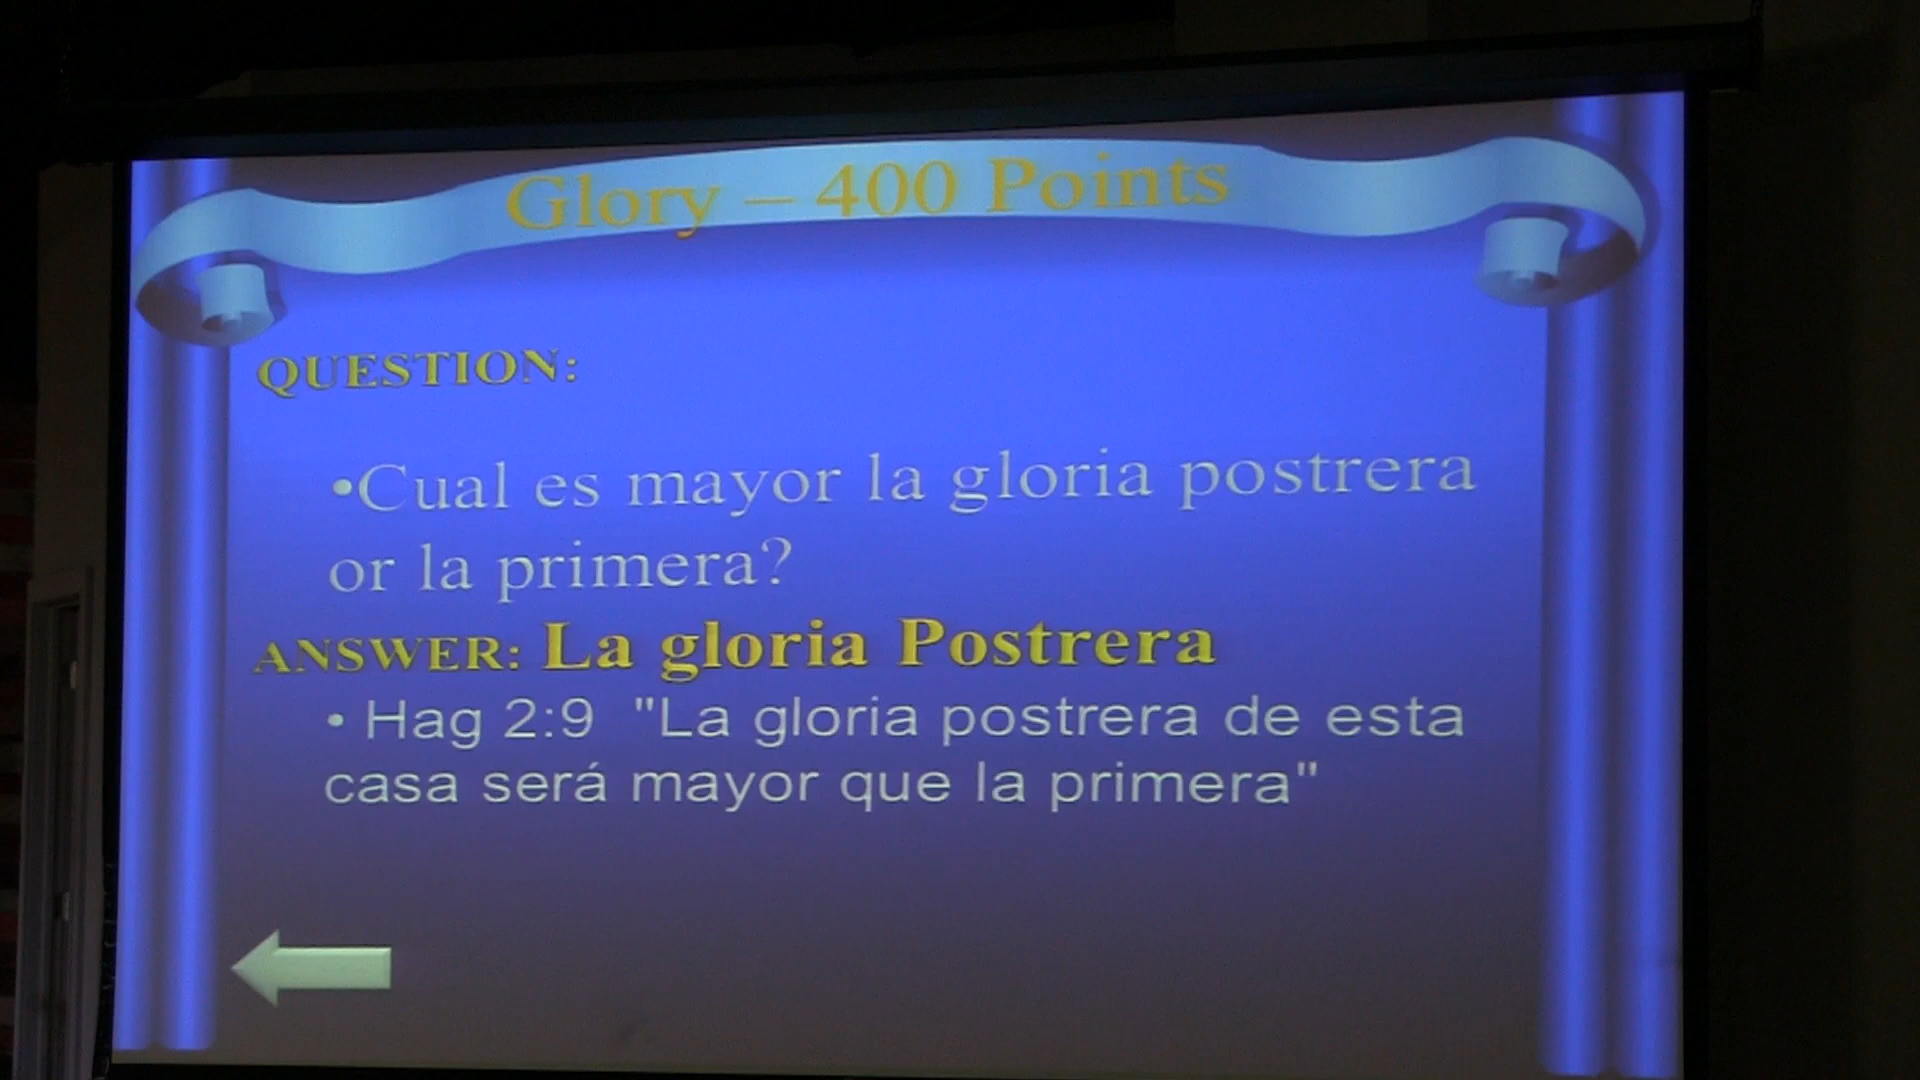 Glory – 400 Points
QUESTION:
•Cual es mayor la gloria postrera
or la primera?
ANSWER: La gloria Postrera
• Hag 2:9 "La gloria postrera de esta
casa será mayor que la primera"